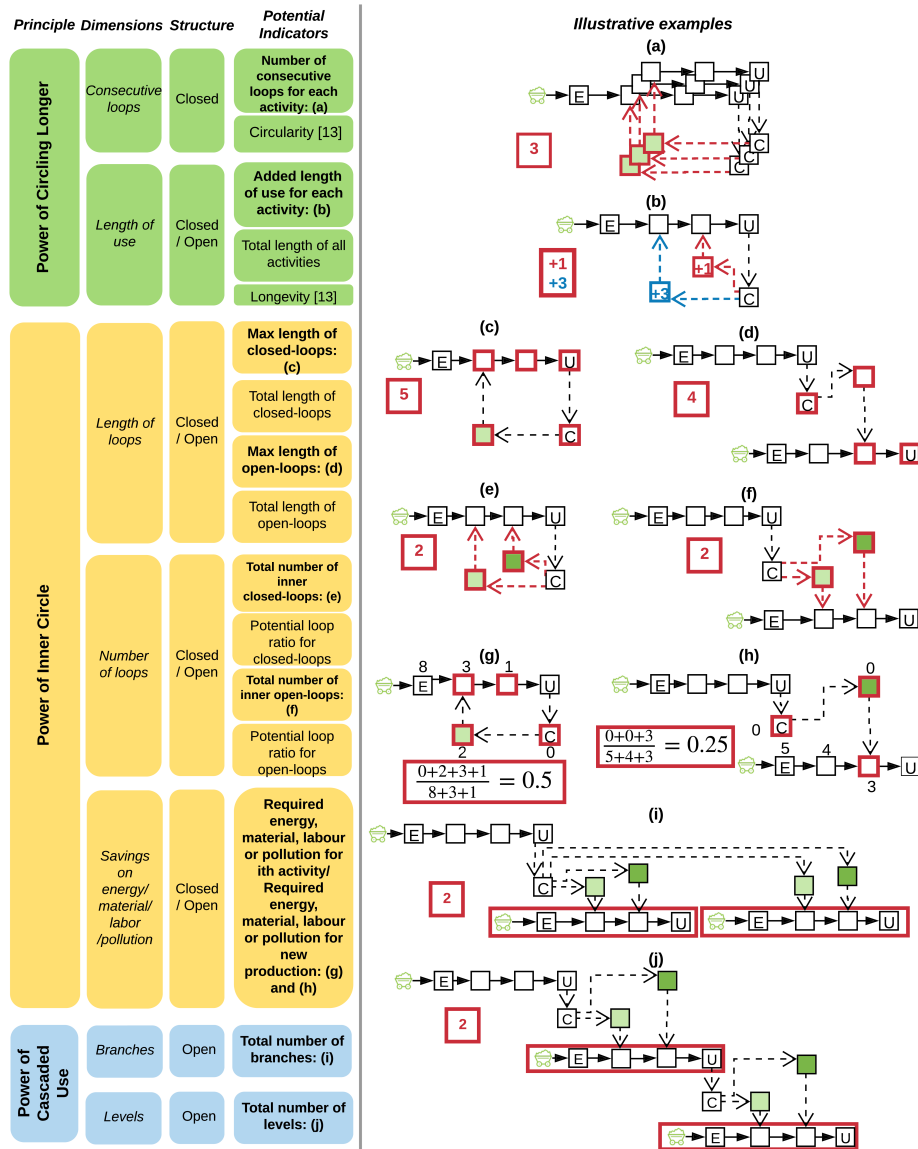 Principle Dimensions Structure Potential
Indicators
Power of Circling Longer
Consecutive
loops
Closed
Number of
consecutive
loops for each
activity: (a)
Circularity [13]
Length of
use
Closed
/ Open
Added length
of use for each
activity: (b)
Total length of all
activities
Longevity [13]
Power of Inner Circle
Length of
loops
Closed
/ Open
Max length of
closed-loops:
(c)
Total length of
closed-loops
Max length of
open-loops: (d)
Total length of
open-loops
Number
of loops
Closed
/ Open
Total number of
inner
closed-loops: (e)
Potential loop
ratio for
closed-loops
Total number of
inner open-loops:
(f)
Potential loop
ratio for
open-loops
Savings
on
energy/
material/
labor
/pollution
Closed
/ Open
Required
energy,
material, labour
or pollution for
ith activity/
Required
energy,
material, labour
or pollution for
new
production: (g)
and (h)
Power of
Cascaded
Use
Branches
Open
Total number of
branches: (i)
Levels
Open
Total number of
levels: (j)
Illustrative examples
(a)
E U
U
U
3
C
C
C
(b)
E U
+1
+3
+1
+3
C
(c)
E U
5
C
(d)
E U
4
C
E U
(e)
E U
2
C
(f)
E U
2
C
E U
(g)
8 3 1
E U
C
2 0
0+2+3+1
8+3+1
= 0.5
(h)
0
E U
0 C
0+0+3
5+4+3
= 0.25
5 4
E U
3
(i)
E U
2
C
E U E U
(j)
E U
2
C
E U
C
E U